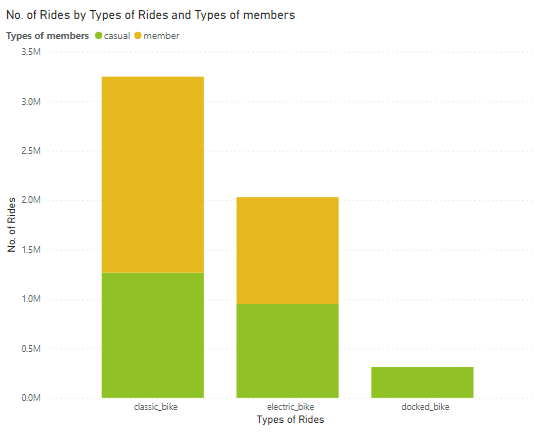 No. of Rides by Types of Rides and Types of members
Types of members casual member
3.5M
3.0M
2.5M
2.0M
1.5M
1.0M
0.5M
0.0M
No. of Rides
classic_bike electric_bike docked_bike
Types of Rides